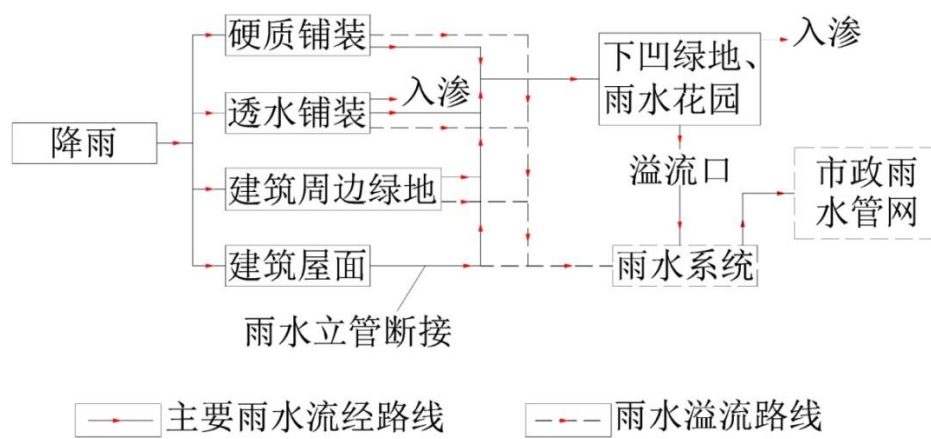 降雨
硬质铺装
透水铺装
入渗
建筑周边绿地
建筑屋面
雨水立管断接
下凹绿地、
雨水花园
入渗
溢流口
雨水系统
市政雨
水管网
主要雨水流经路线
雨水溢流路线